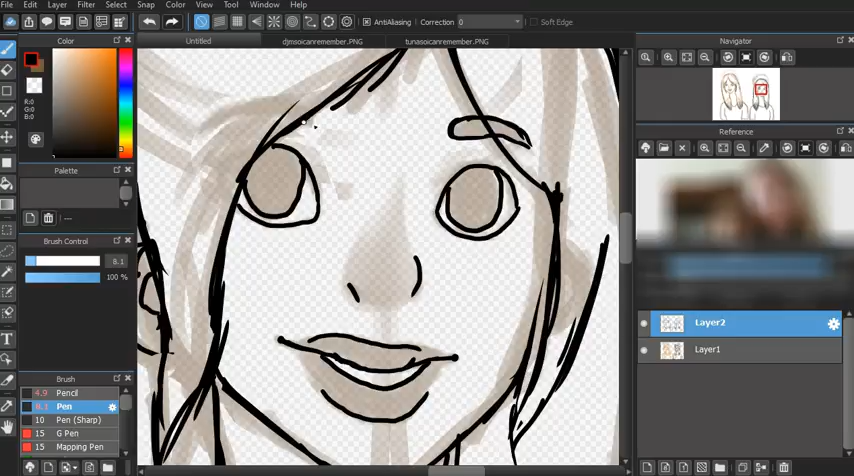 File Edit Layer Filter Snap Color View Tool Window Help
AntiAliasing Correction 0 Soft Edge
Color Untitled djmsoicanremember.PNG tunasoicanremember.PNG Navigator
R:0
G:0
B:0
Reference
Palette
---
Brush Control
8.1
100 %
Layer2
Layer1
Brush
4.9 Pencil
8.1 Pen
10 Pen (Sharp)
15 G Pen
15 Mapping Pen